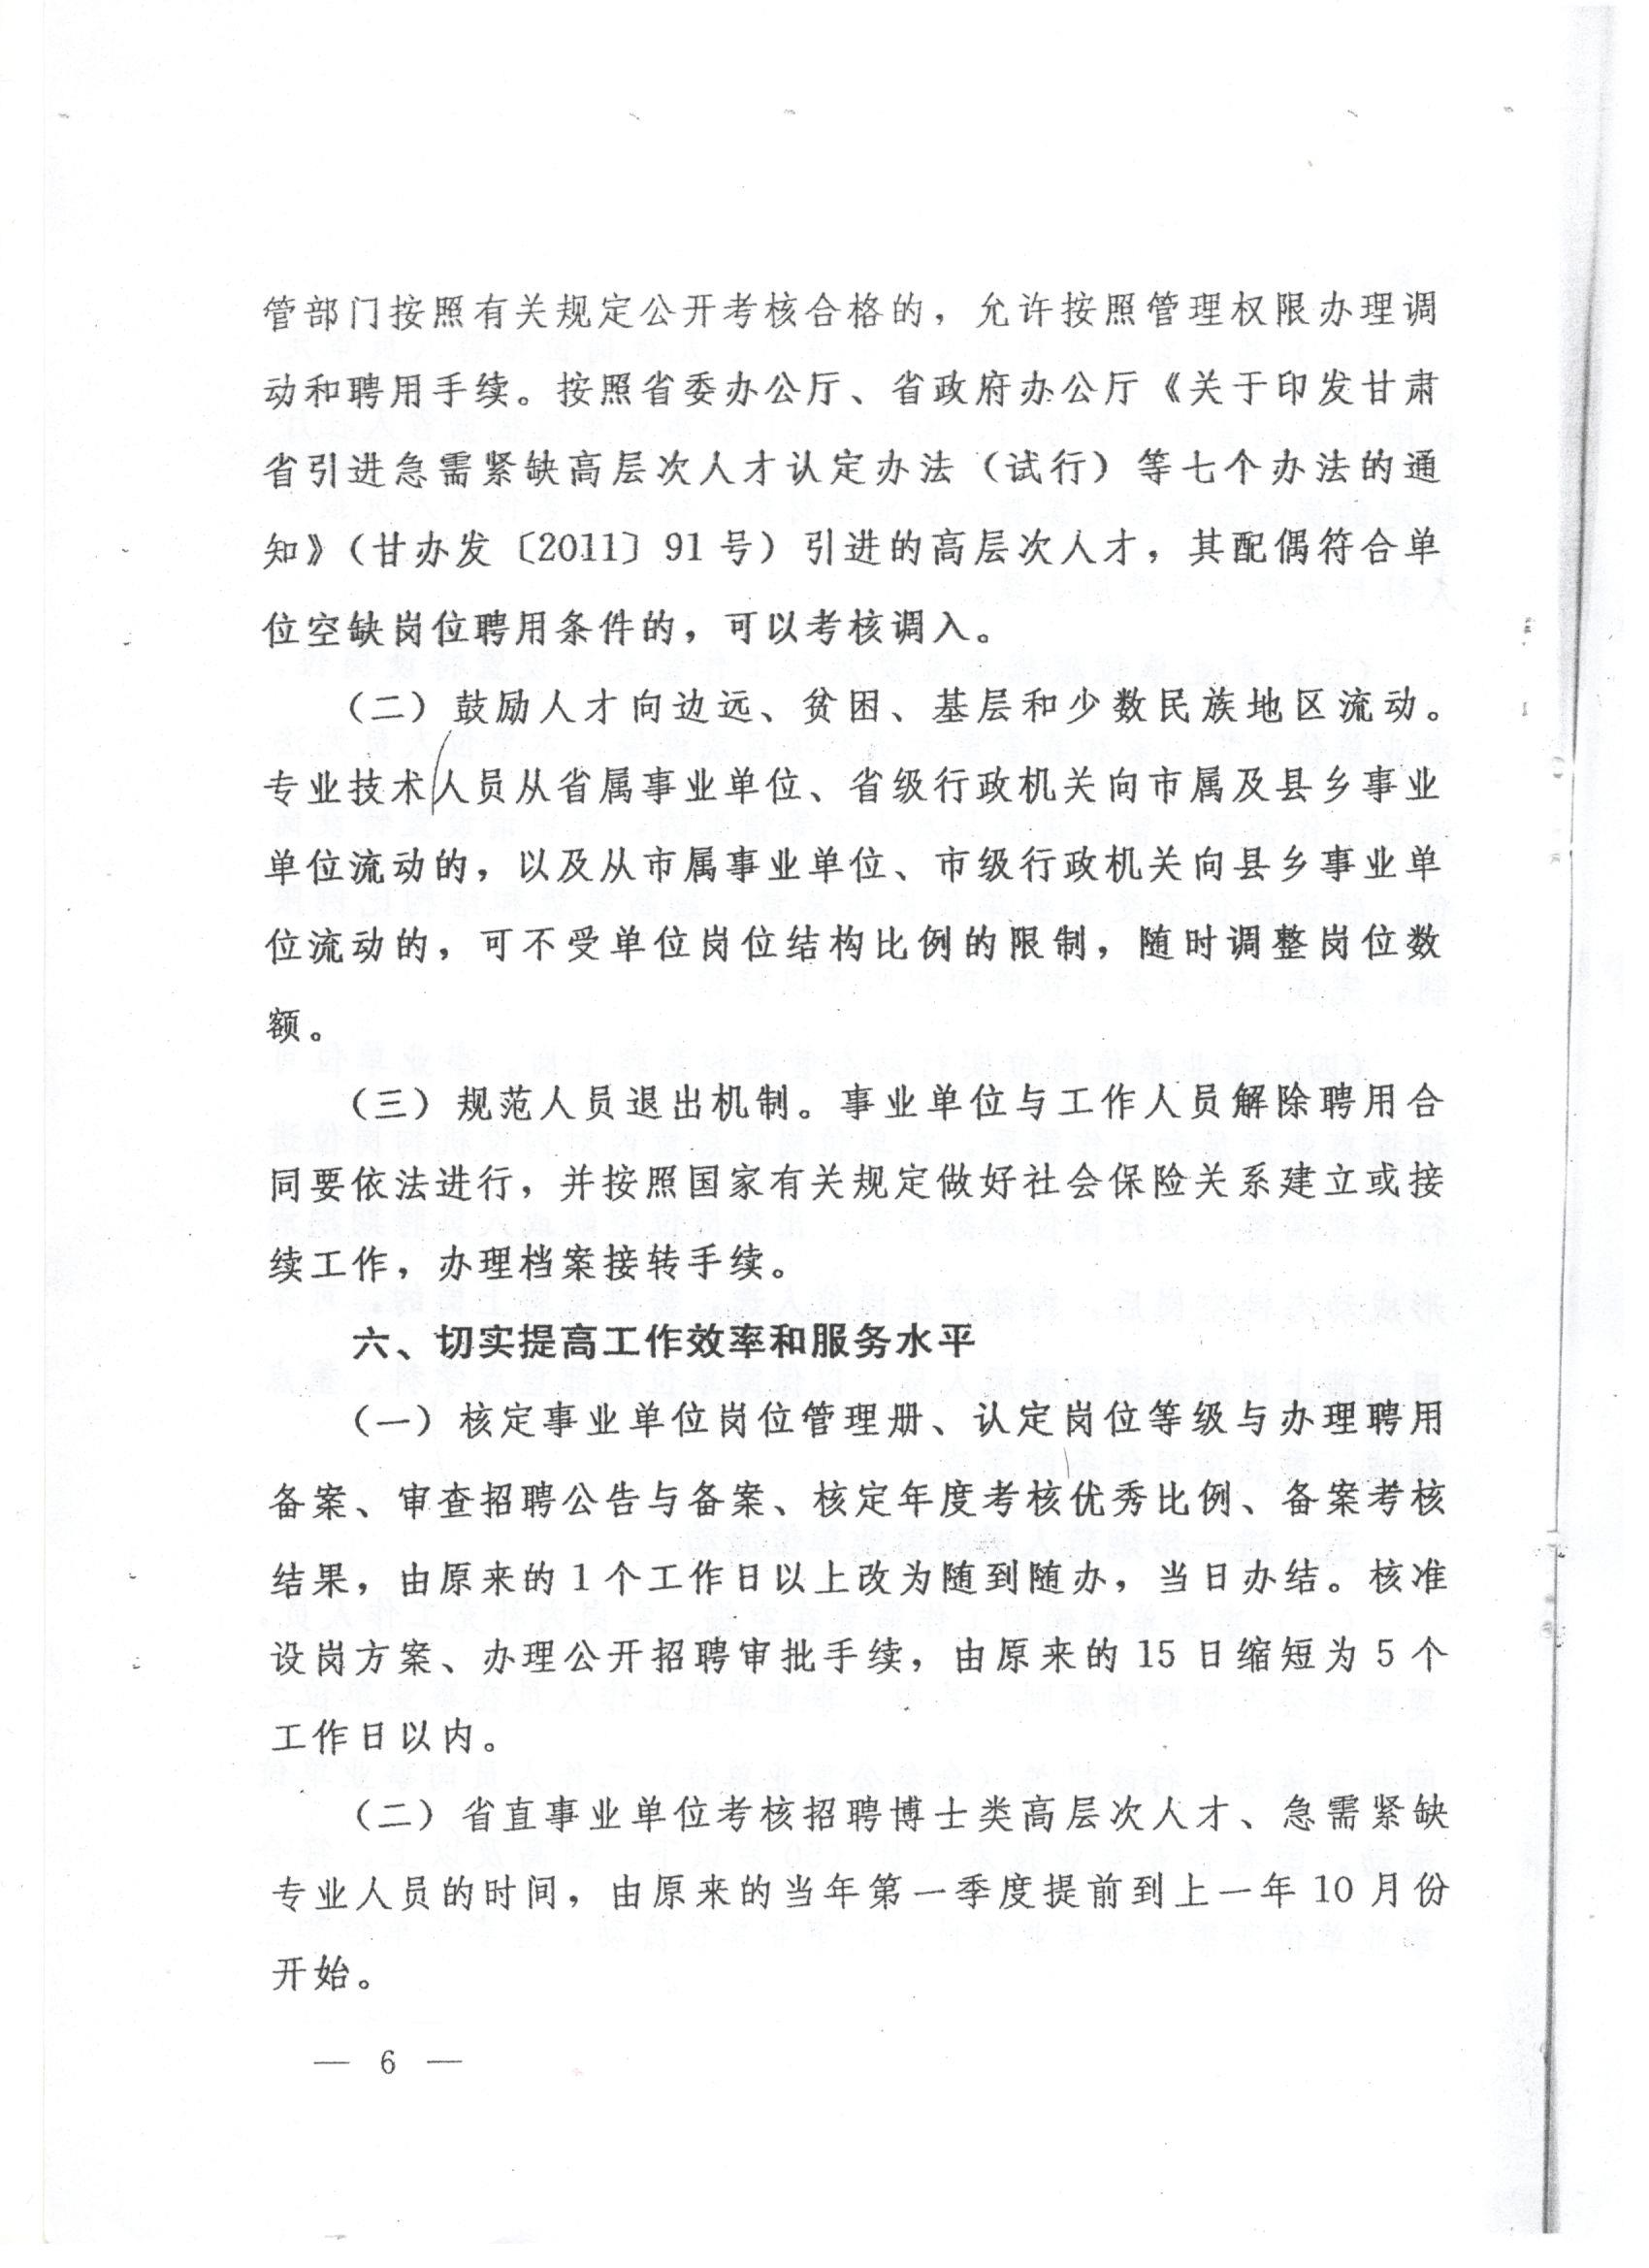 管部门按照有关规定公开考核合格的，允许按照管理权限办理调
动和聘用手续。按照省委办公厅、省政府办公厅《关于印发甘肃
省引进急需紧缺高层次人才认定办法（试行）等七个办法的通
知》（甘办发〔2011〕91号）引进的高层次人才，其配偶符合单
位空缺岗位聘用条件的，可以考核调入。
（二）鼓励人才向边远、贫困、基层和少数民族地区流动。
专业技术人员从省属事业单位、省级行政机关向市属及县乡事业
单位流动的，以及从市属事业单位、市级行政机关向县乡事业单
位流动的，可不受单位岗位结构比例的限制，随时调整岗位数
额。
（三）规范人员退出机制。事业单位与工作人员解除聘用合
同要依法进行，并按照国家有关规定做好社会保险关系建立或接
续工作，办理档案接转手续。
六、切实提高工作效率和服务水平
（一）核定事业单位岗位管理册、认定岗位等级与办理聘用
备案、审查招聘公告与备案、核定年度考核优秀比例、备案考核
结果，由原来的1个工作日以上改为随到随办，当日办结。核准
设岗方案、办理公开招聘审批手续，由原来的15日缩短为5个
工作日以内。
（二）省直事业单位考核招聘博士类高层次人才、急需紧缺
专业人员的时间，由原来的当年第一季度提前到上一年10月份
开始。
— 6 —